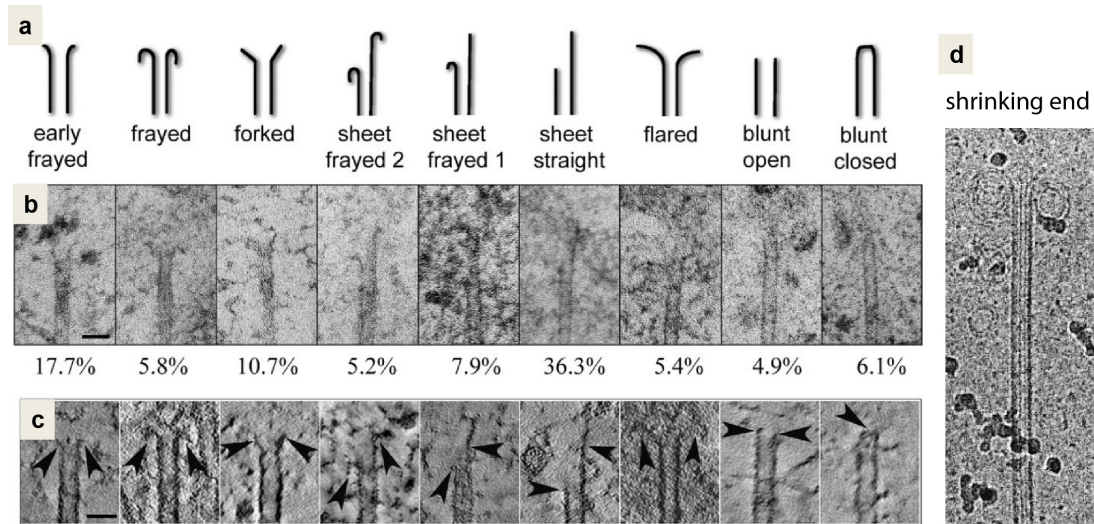 a
early
frayed
frayed
forked
sheet
frayed 2
sheet
frayed 1
sheet
straight
flared
blunt
open
blunt
closed
b
17.7%
5.8%
10.7%
5.2%
7.9%
36.3%
5.4%
4.9%
6.1%
c
d
shrinking end